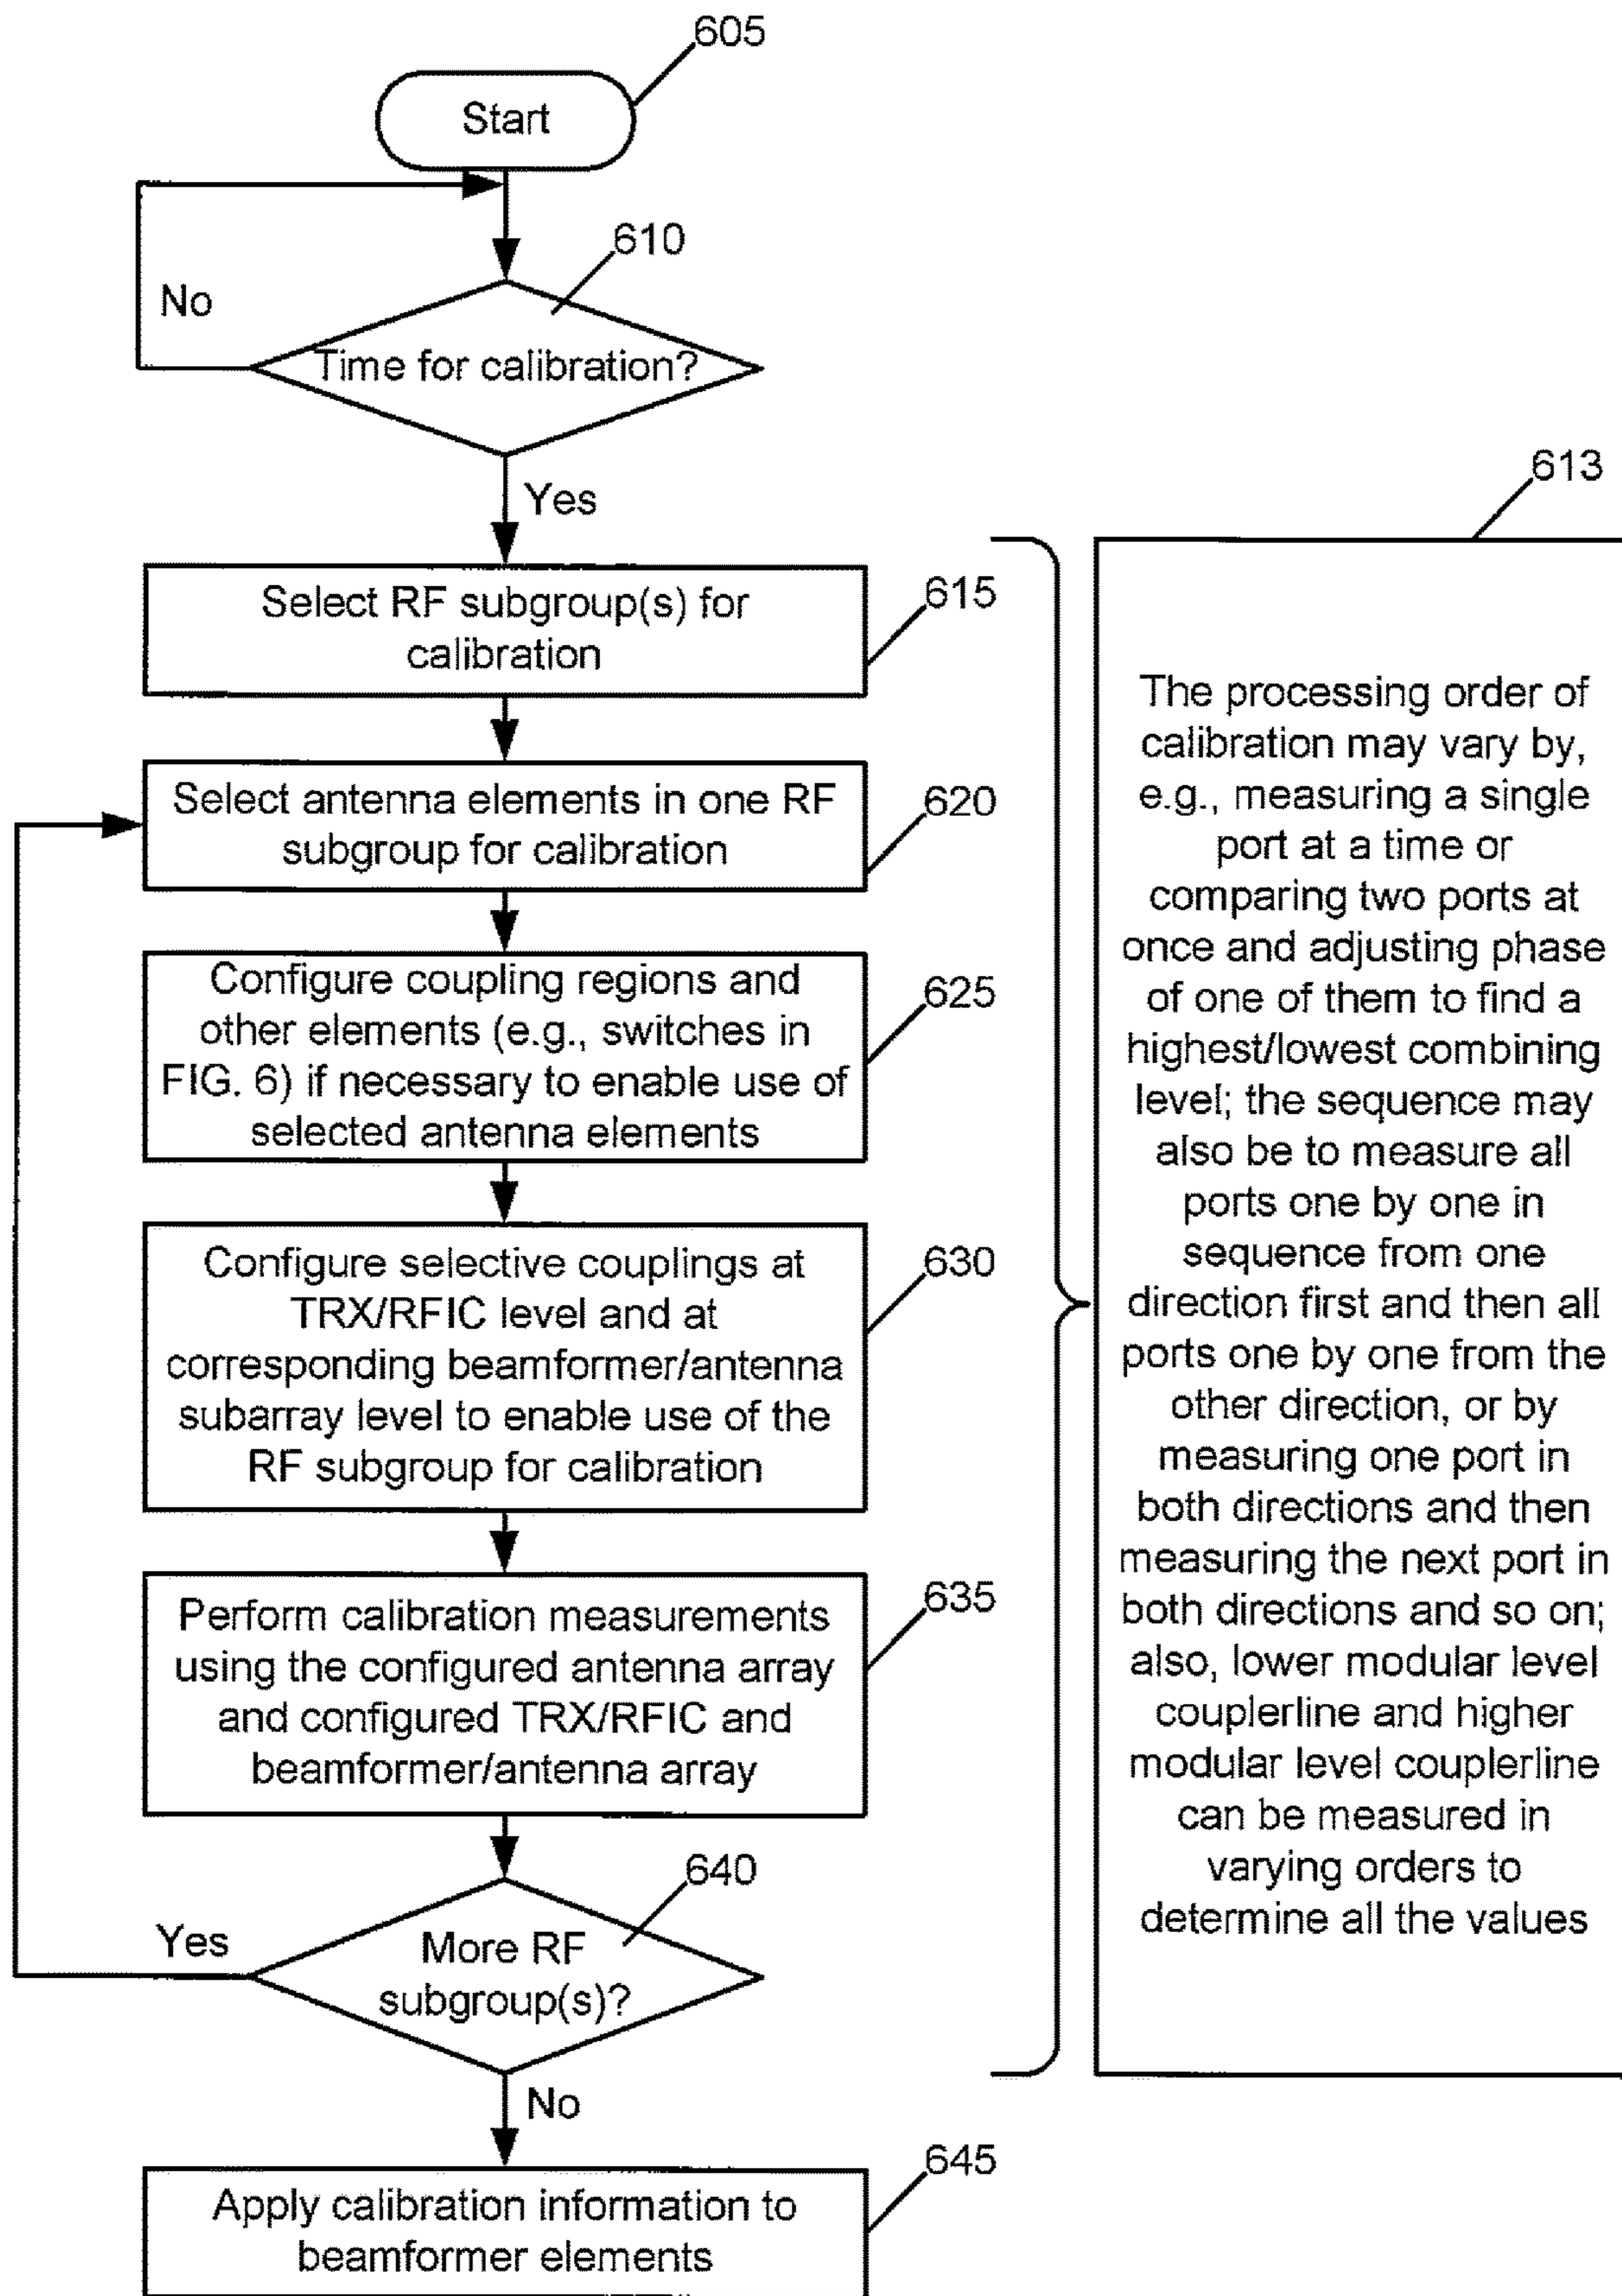 605
Start
610
No
Time for calibration?
Yes
613
Select RF subgroup(s) for
calibration
615
Select antenna elements in one RF
subgroup for calibration
620
Configure coupling regions and
other elements (e.g., switches in
FIG. 6) if necessary to enable use of
selected antenna elements
625
Configure selective couplings at
TRX/RFIC level and at
corresponding beamformer/antenna
subarray level to enable use of the
RF subgroup for calibration
630
Perform calibration measurements
using the configured antenna array
and configured TRX/RFIC and
beamformer/antenna array
635
640
Yes
More RF
subgroup(s)?
No
645
Apply calibration information to
beamformer elements
The processing order of
calibration may vary by,
e.g., measuring a single
port at a time or
comparing two ports at
once and adjusting phase
of one of them to find a
highest/lowest combining
level; the sequence may
also be to measure all
ports one by one in
sequence from one
direction first and then all
ports one by one from the
other direction, or by
measuring one port in
both directions and then
measuring the next port in
both directions and so on;
also, lower modular level
couplerline and higher
modular level couplerline
can be measured in
varying orders to
determine all the values